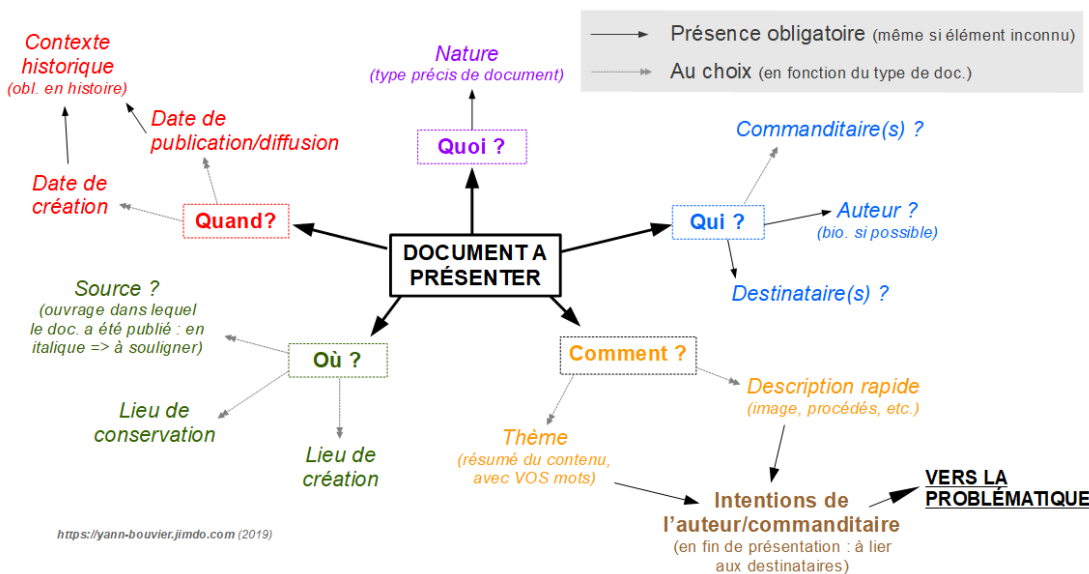 Contexte
historique
(obl. en histoire)
Nature
(type précis de document)
Présence obligatoire (même si élément inconnu)
Au choix (en fonction du type de doc.)
Date de
publication/diffusion
Quoi ?
Commanditaire(s) ?
Date de
création
Quand?
Qui ?
Auteur ?
(bio. si possible)
DOCUMENT A
PRÉSENTER
Destinataire(s) ?
Source ?
(ouvrage dans lequel
le doc. a été publié : en
italique => à souligner)
Où ?
Comment ?
Lieu de
conservation
Lieu de
création
Description rapide
(image, procédés, etc.)
Thème
(résumé du contenu,
avec VOS mots)
Intentions de
l'auteur/commanditaire
(en fin de présentation : à lier
aux destinataires)
VERS LA
PROBLÉMATIQUE
https://yann-bouvier.jimdo.com (2019)